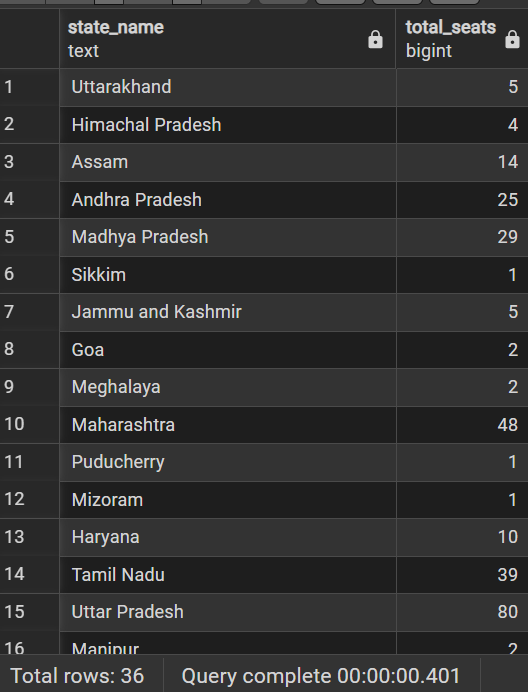 state_name total_seats
text bigint
1 Uttarakhand 5
2 Himachal Pradesh 4
3 Assam 14
4 Andhra Pradesh 25
5 Madhya Pradesh 29
6 Sikkim 1
7 Jammu and Kashmir 5
8 Goa 2
9 Meghalaya 2
10 Maharashtra 48
11 Puducherry 1
12 Mizoram 1
13 Haryana 10
14 Tamil Nadu 39
15 Uttar Pradesh 80
16 Manipur 2
Total rows: 36 Query complete 00:00:00.401